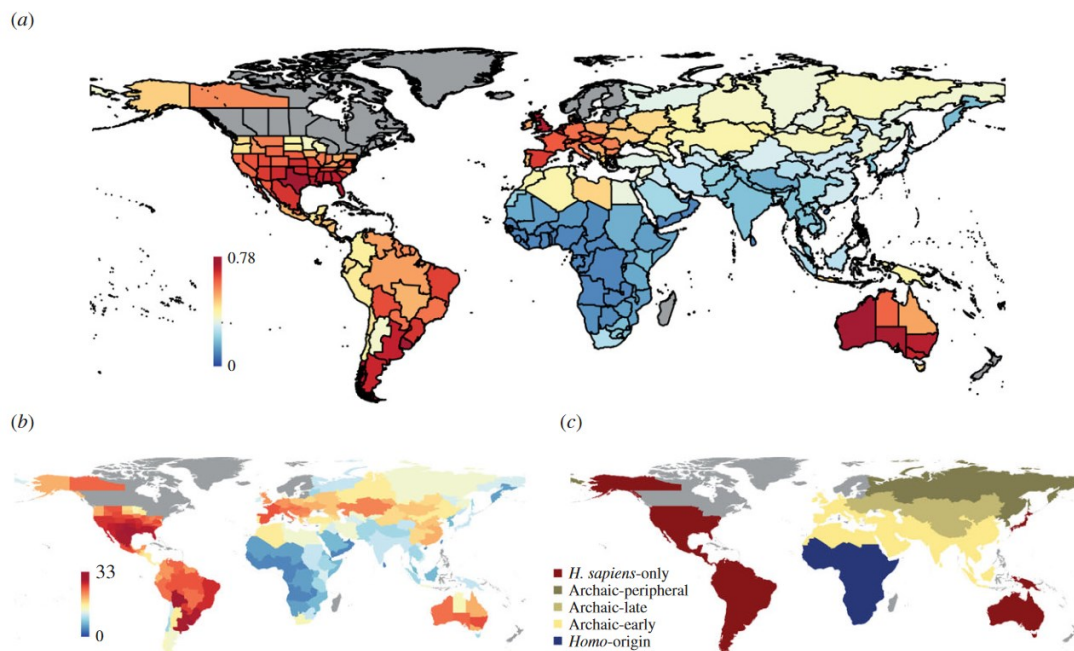 (a)
0.78
0
(b)
(c)
33
0
H. sapiens-only
Archaic-peripheral
Archaic-late
Archaic-early
Homo-origin